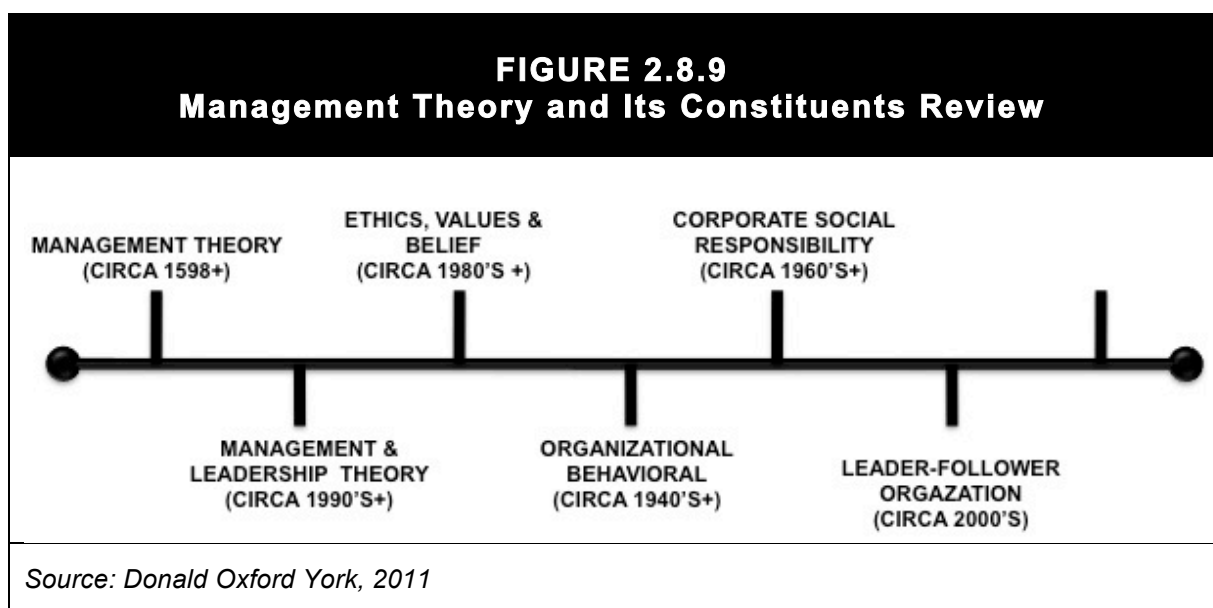 FIGURE 2.8.9
Management Theory and Its Constituents Review
MANAGEMENT THEORY
(CIRCA 1598+)
ETHICS, VALUES &
BELIEF
(CIRCA 1980'S +)
CORPORATE SOCIAL
RESPONSIBILITY
(CIRCA 1960'S+)
MANAGEMENT &
LEADERSHIP THEORY
(CIRCA 1990'S+)
ORGANIZATIONAL
BEHAVIORAL
(CIRCA 1940'S+)
LEADER-FOLLOWER
ORGAZATION
(CIRCA 2000'S)
Source: Donald Oxford York, 2011